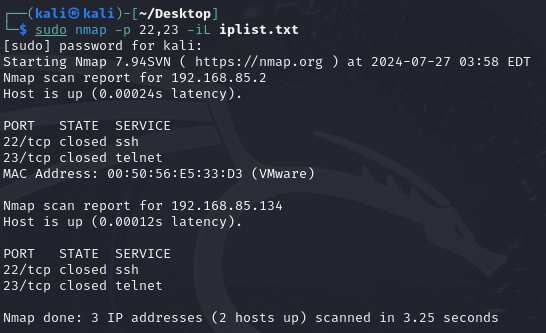 ┌──(kali㉿kali)-[~/Desktop]
└─$ sudo nmap -p 22,23 -iL iplist.txt
[sudo] password for kali:
Starting Nmap 7.94SVN ( https://nmap.org ) at 2024-07-27 03:58 EDT
Nmap scan report for 192.168.85.2
Host is up (0.00024s latency).

PORT   STATE  SERVICE
22/tcp closed ssh
23/tcp closed telnet
MAC Address: 00:50:56:E5:33:D3 (VMware)

Nmap scan report for 192.168.85.134
Host is up (0.00012s latency).

PORT   STATE  SERVICE
22/tcp closed ssh
23/tcp closed telnet

Nmap done: 3 IP addresses (2 hosts up) scanned in 3.25 seconds